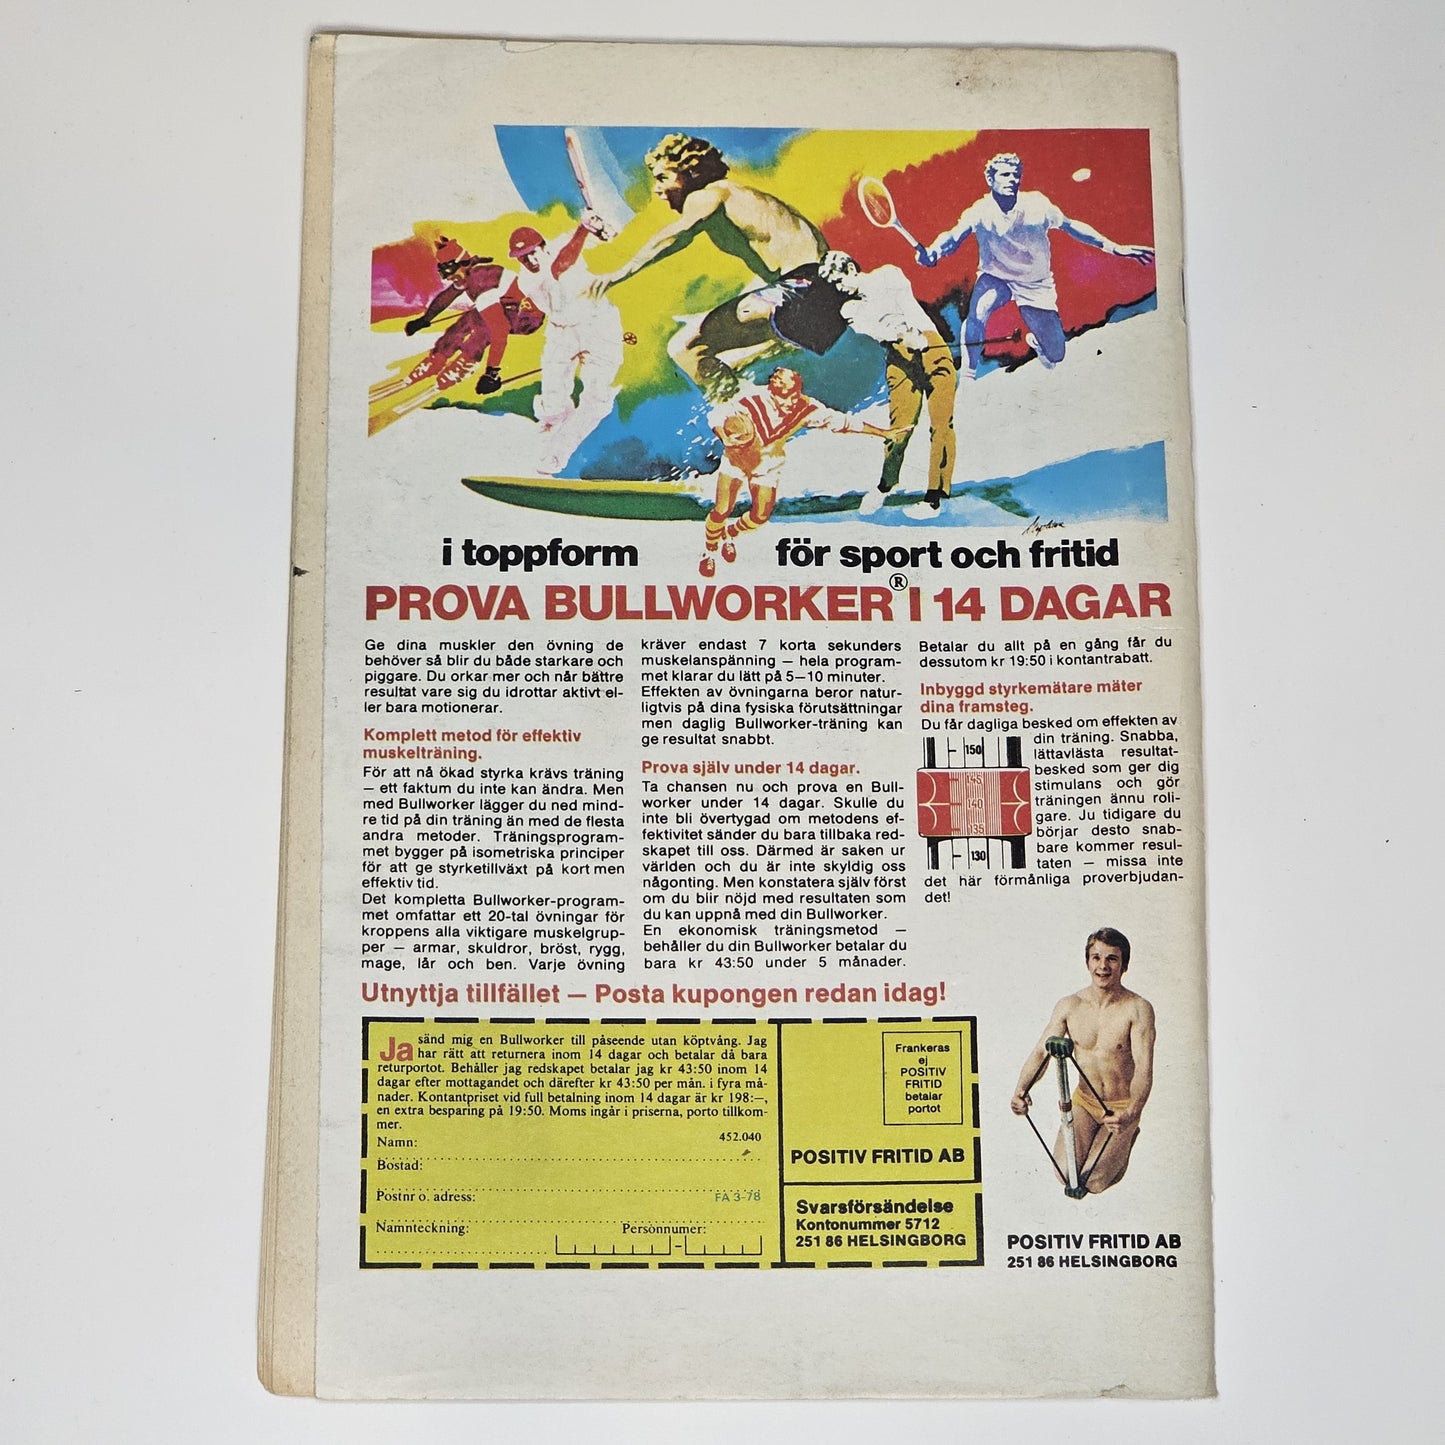 i toppform för sport och fritid
PROVA BULLWORKER® I 14 DAGAR
Ge dina muskler den övning de
behöver så blir du både starkare och
piggare. Du orkar mer och når bättre
resultat vare sig du idrottar aktivt el-
ler bara motionerar.
Komplett metod för effektiv
muskelträning.
För att nå ökad styrka krävs träning
— ett faktum du inte kan ändra. Men
med Bullworker lägger du ned mind-
re tid på din träning än med de flesta
andra metoder. Träningsprogram-
met bygger på isometriska principer
för att ge styrketillväxt på kort men
effektiv tid.
Det kompletta Bullworker-program-
met omfattar ett 20-tal övningar för
kroppens alla viktigare muskelgrup-
per — armar, skuldror, bröst, rygg,
mage, lår och ben. Varje övning
kräver endast 7 korta sekunders
muskelanspänning — hela program-
met klarar du lätt på 5—10 minuter.
Effekten av övningarna beror natur-
ligtvis på dina fysiska förutsättningar
men daglig Bullworker-träning kan
ge resultat snabbt.
Prova själv under 14 dagar.
Ta chansen nu och prova en Bull-
worker under 14 dagar. Skulle du
inte bli övertygad om metodens ef-
fektivitet sänder du bara tillbaka red-
skapet till oss. Därmed är saken ur
världen och du är inte skyldig oss
någonting. Men konstatera själv först
om du blir nöjd med resultaten som
du kan uppnå med din Bullworker.
En ekonomisk träningsmetod —
behåller du din Bullworker betalar du
bara kr 43:50 under 5 månader.
Betalar du allt på en gång får du
dessutom kr 19:50 i kontantrabatt.
Inbyggd styrkemätare mäter
dina framsteg.
Du får dagliga besked om effekten av
din träning. Snabba,
lättavlästa resultat-
besked som ger dig
stimulans och gör
träningen ännu roli-
gare. Ju tidigare du
börjar desto snab-
bare kommer resul-
taten — missa inte
det här förmånliga proverbjudan-
det!
150
145
140
135
130
Utnyttja tillfället — Posta kupongen redan idag!
Ja sänd mig en Bullworker till påseende utan köptvång. Jag
har rätt att returnera inom 14 dagar och betalar då bara
returportot. Behåller jag redskapet betalar jag kr 43:50 inom 14
dagar efter mottagandet och därefter kr 43:50 per mån. i fyra må-
nader. Kontantpriset vid full betalning inom 14 dagar är kr 198:—,
en extra besparing på 19:50. Moms ingår i priserna, porto tillkom-
mer.
Namn: 452.040
Bostad:
Postnr o. adress: FA 3-78
Namnteckning: Personnumer:
Frankeras
ej
POSITIV
FRITID
betalar
portot
POSITIV FRITID AB
Svarsförsändelse
Kontonummer 5712
251 86 HELSINGBORG
POSITIV FRITID AB
251 86 HELSINGBORG